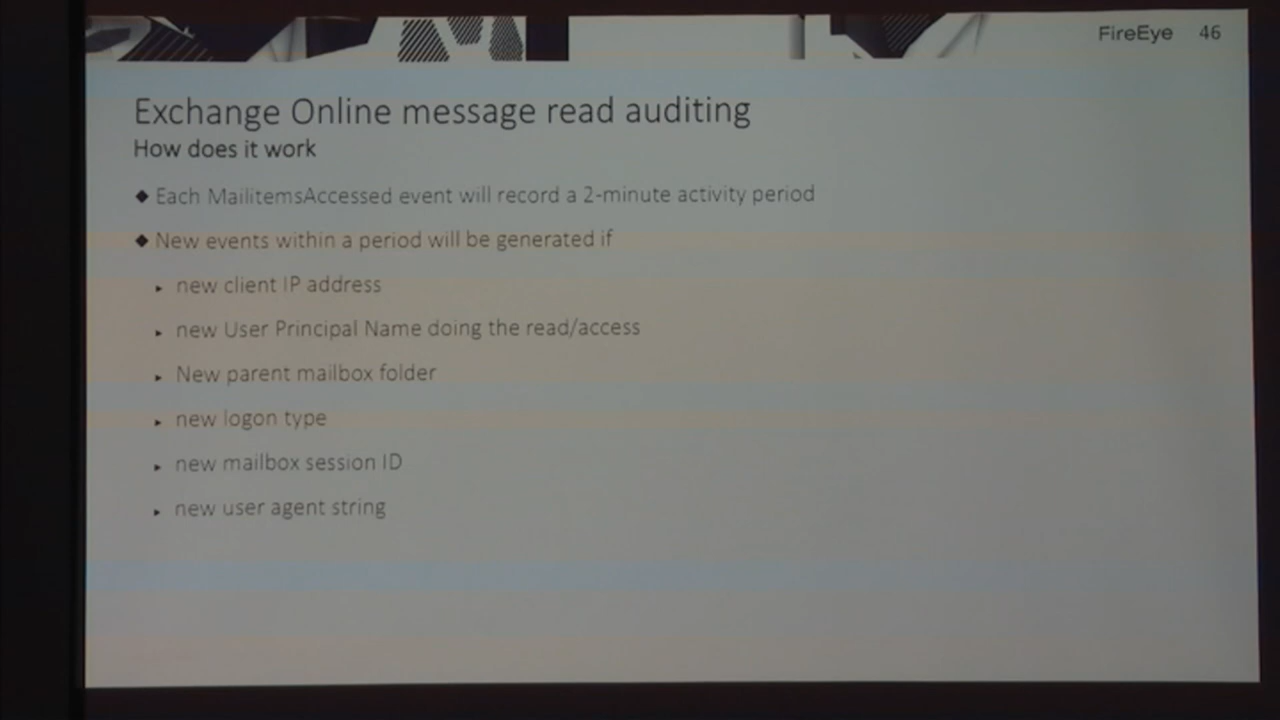 FireEye 46
Exchange Online message read auditing
How does it work
◆ Each MailitemsAccessed event will record a 2-minute activity period
◆ New events within a period will be generated if
▸ new client IP address
▸ new User Principal Name doing the read/access
▸ New parent mailbox folder
▸ new logon type
▸ new mailbox session ID
▸ new user agent string